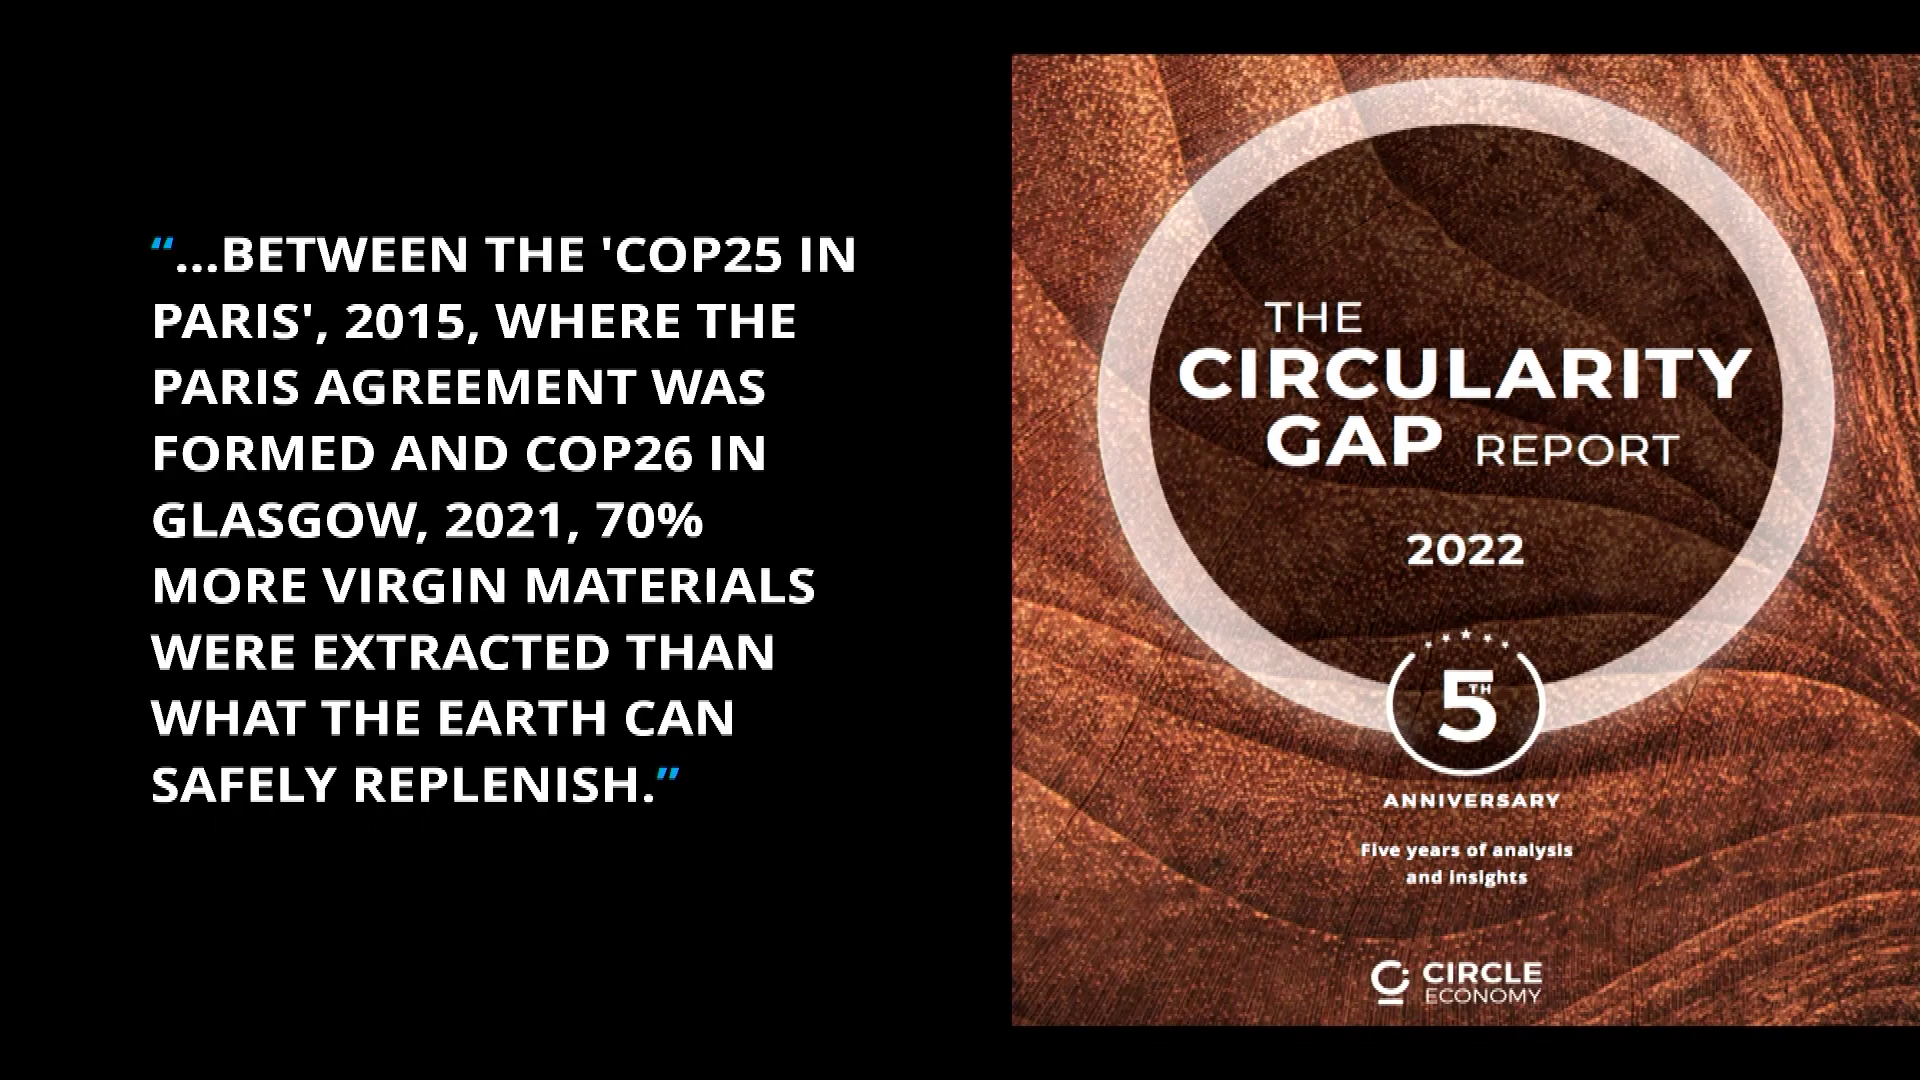 “...BETWEEN THE 'COP25 IN
PARIS', 2015, WHERE THE
PARIS AGREEMENT WAS
FORMED AND COP26 IN
GLASGOW, 2021, 70%
MORE VIRGIN MATERIALS
WERE EXTRACTED THAN
WHAT THE EARTH CAN
SAFELY REPLENISH.”
THE
CIRCULARITY
GAP REPORT
2022
5TH
ANNIVERSARY
Five years of analysis
and insights
CIRCLE
ECONOMY